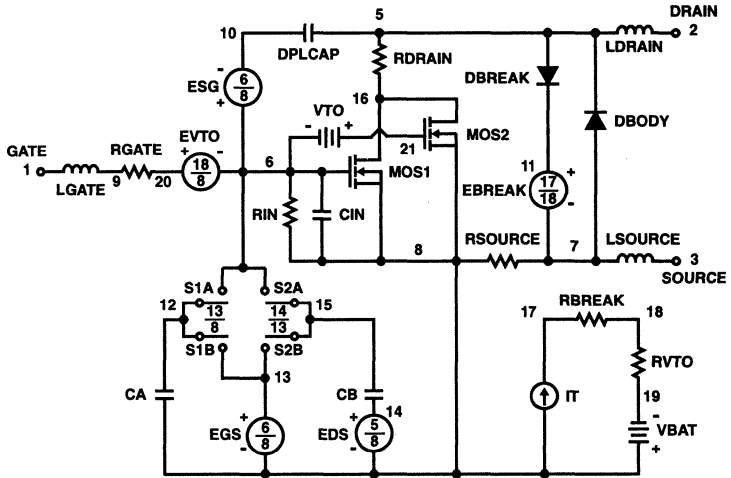 DRAIN
10
5
2
DPLCAP
LDRAIN
RDRAIN
DBREAK
- 
ESG
6
8
+
16
VTO
- +
DBODY
MOS2
21
EVTO
+ -
18
8
RGATE
GATE
1
LGATE
9
20
6
MOS1
11
+
EBREAK
17
18
-
RIN
CIN
RSOURCE
LSOURCE
8
7
3
SOURCE
S1A
S2A
12
13
8
14
13
15
S1B
S2B
13
RBREAK
17
18
RVTO
CA
CB
IT
19
+
EGS
6
8
-
+
14
EDS
5
8
-
-
VBAT
+